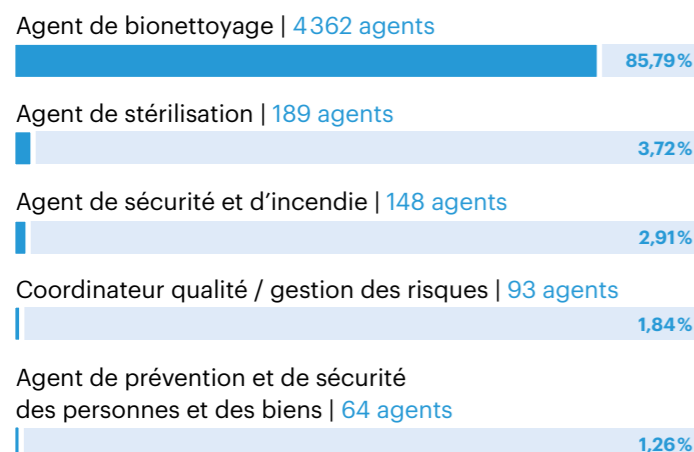 Agent de bionettoyage | 4 362 agents
85,79 %
Agent de stérilisation | 189 agents
3,72 %
Agent de sécurité et d’incendie | 148 agents
2,91 %
Coordinateur qualité / gestion des risques | 93 agents
1,84 %
Agent de prévention et de sécurité
des personnes et des biens | 64 agents
1,26 %